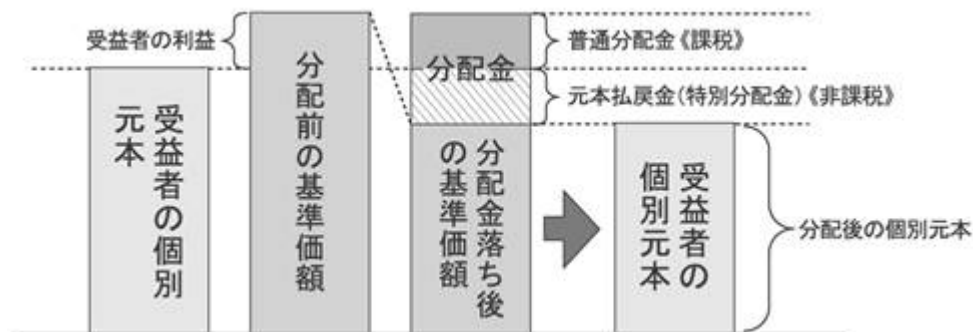 受益者の利益
受益者の個別
元本
分配前の基準価額
分配金
分配金落ち後
の基準価額
普通分配金《課税》
元本払戻金(特別分配金)《非課税》
受益者の
個別元本
分配後の個別元本